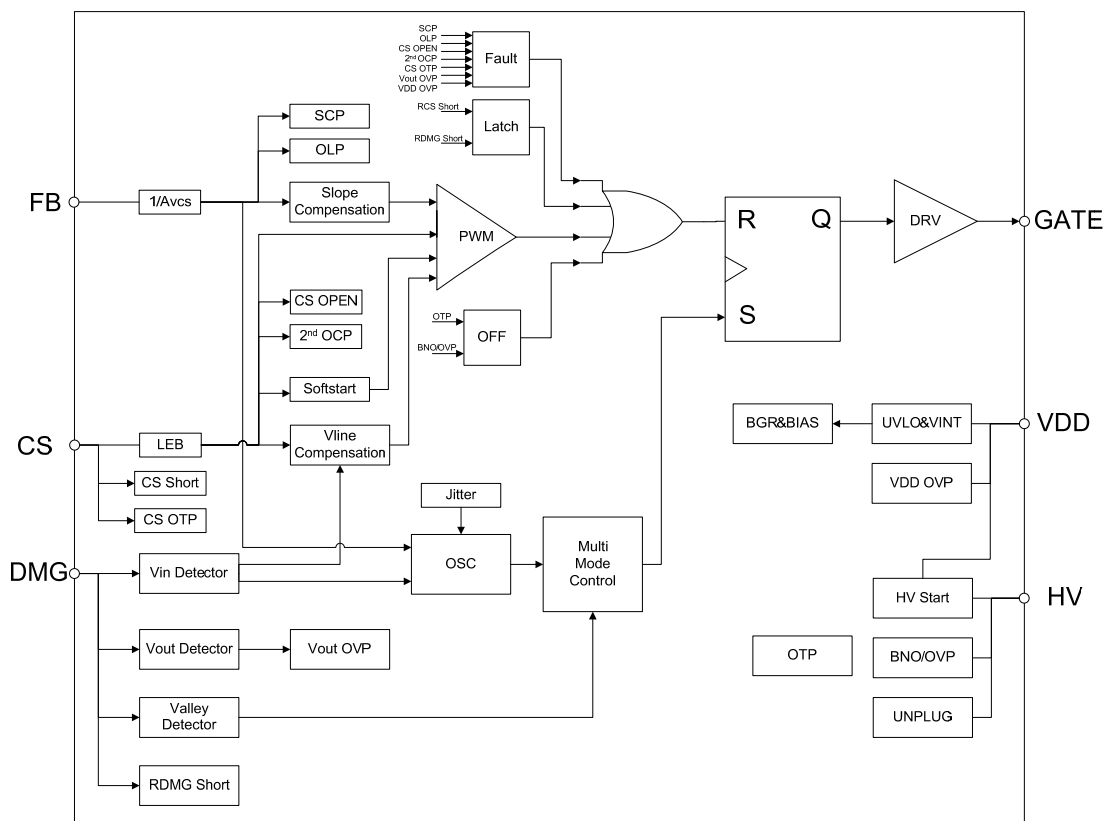 SCP
OLP
CS OPEN
2nd OCP
CS OTP
Vout OVP
VDD OVP
Fault
RCS Short
RDMG Short
Latch
SCP
OLP
FB
1/Avcs
Slope
Compensation
PWM
R
Q
S
DRV
GATE
CS OPEN
2nd OCP
OTP
BNO/OVP
OFF
Softstart
CS
LEB
Vline
Compensation
BGR&BIAS
UVLO&VINT
VDD
CS Short
VDD OVP
CS OTP
Jitter
DMG
Vin Detector
OSC
Multi
Mode
Control
HV Start
HV
Vout Detector
Vout OVP
OTP
BNO/OVP
Valley
Detector
UNPLUG
RDMG Short